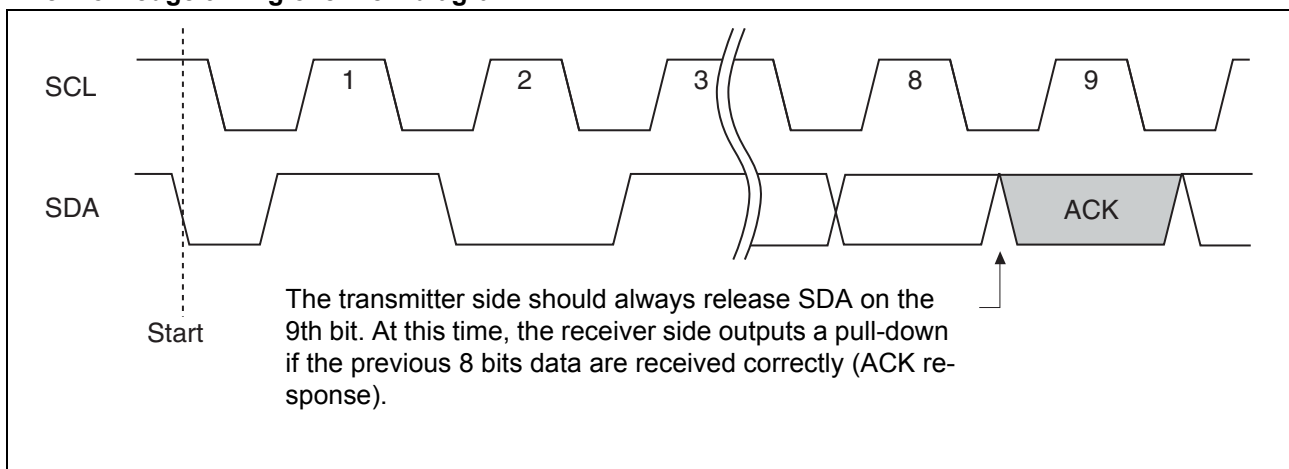 SCL
1 2 3 8 9
SDA
ACK
Start
The transmitter side should always release SDA on the
9th bit. At this time, the receiver side outputs a pull-down
if the previous 8 bits data are received correctly (ACK re-
sponse).